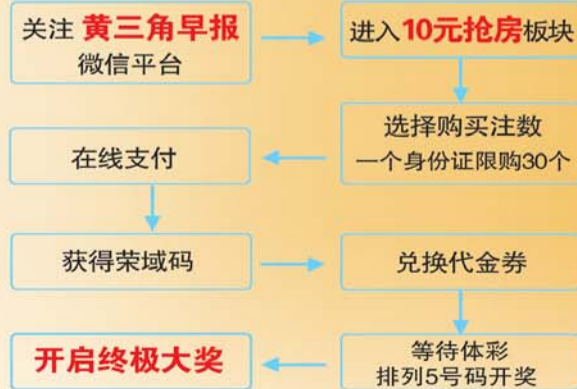 关注 黄三角早报
微信平台
进入10元抢房板块
选择购买注数
一个身份证限购30个
在线支付
获得荣域码
兑换代金券
等待体彩
排列5号码开奖
开启终极大奖